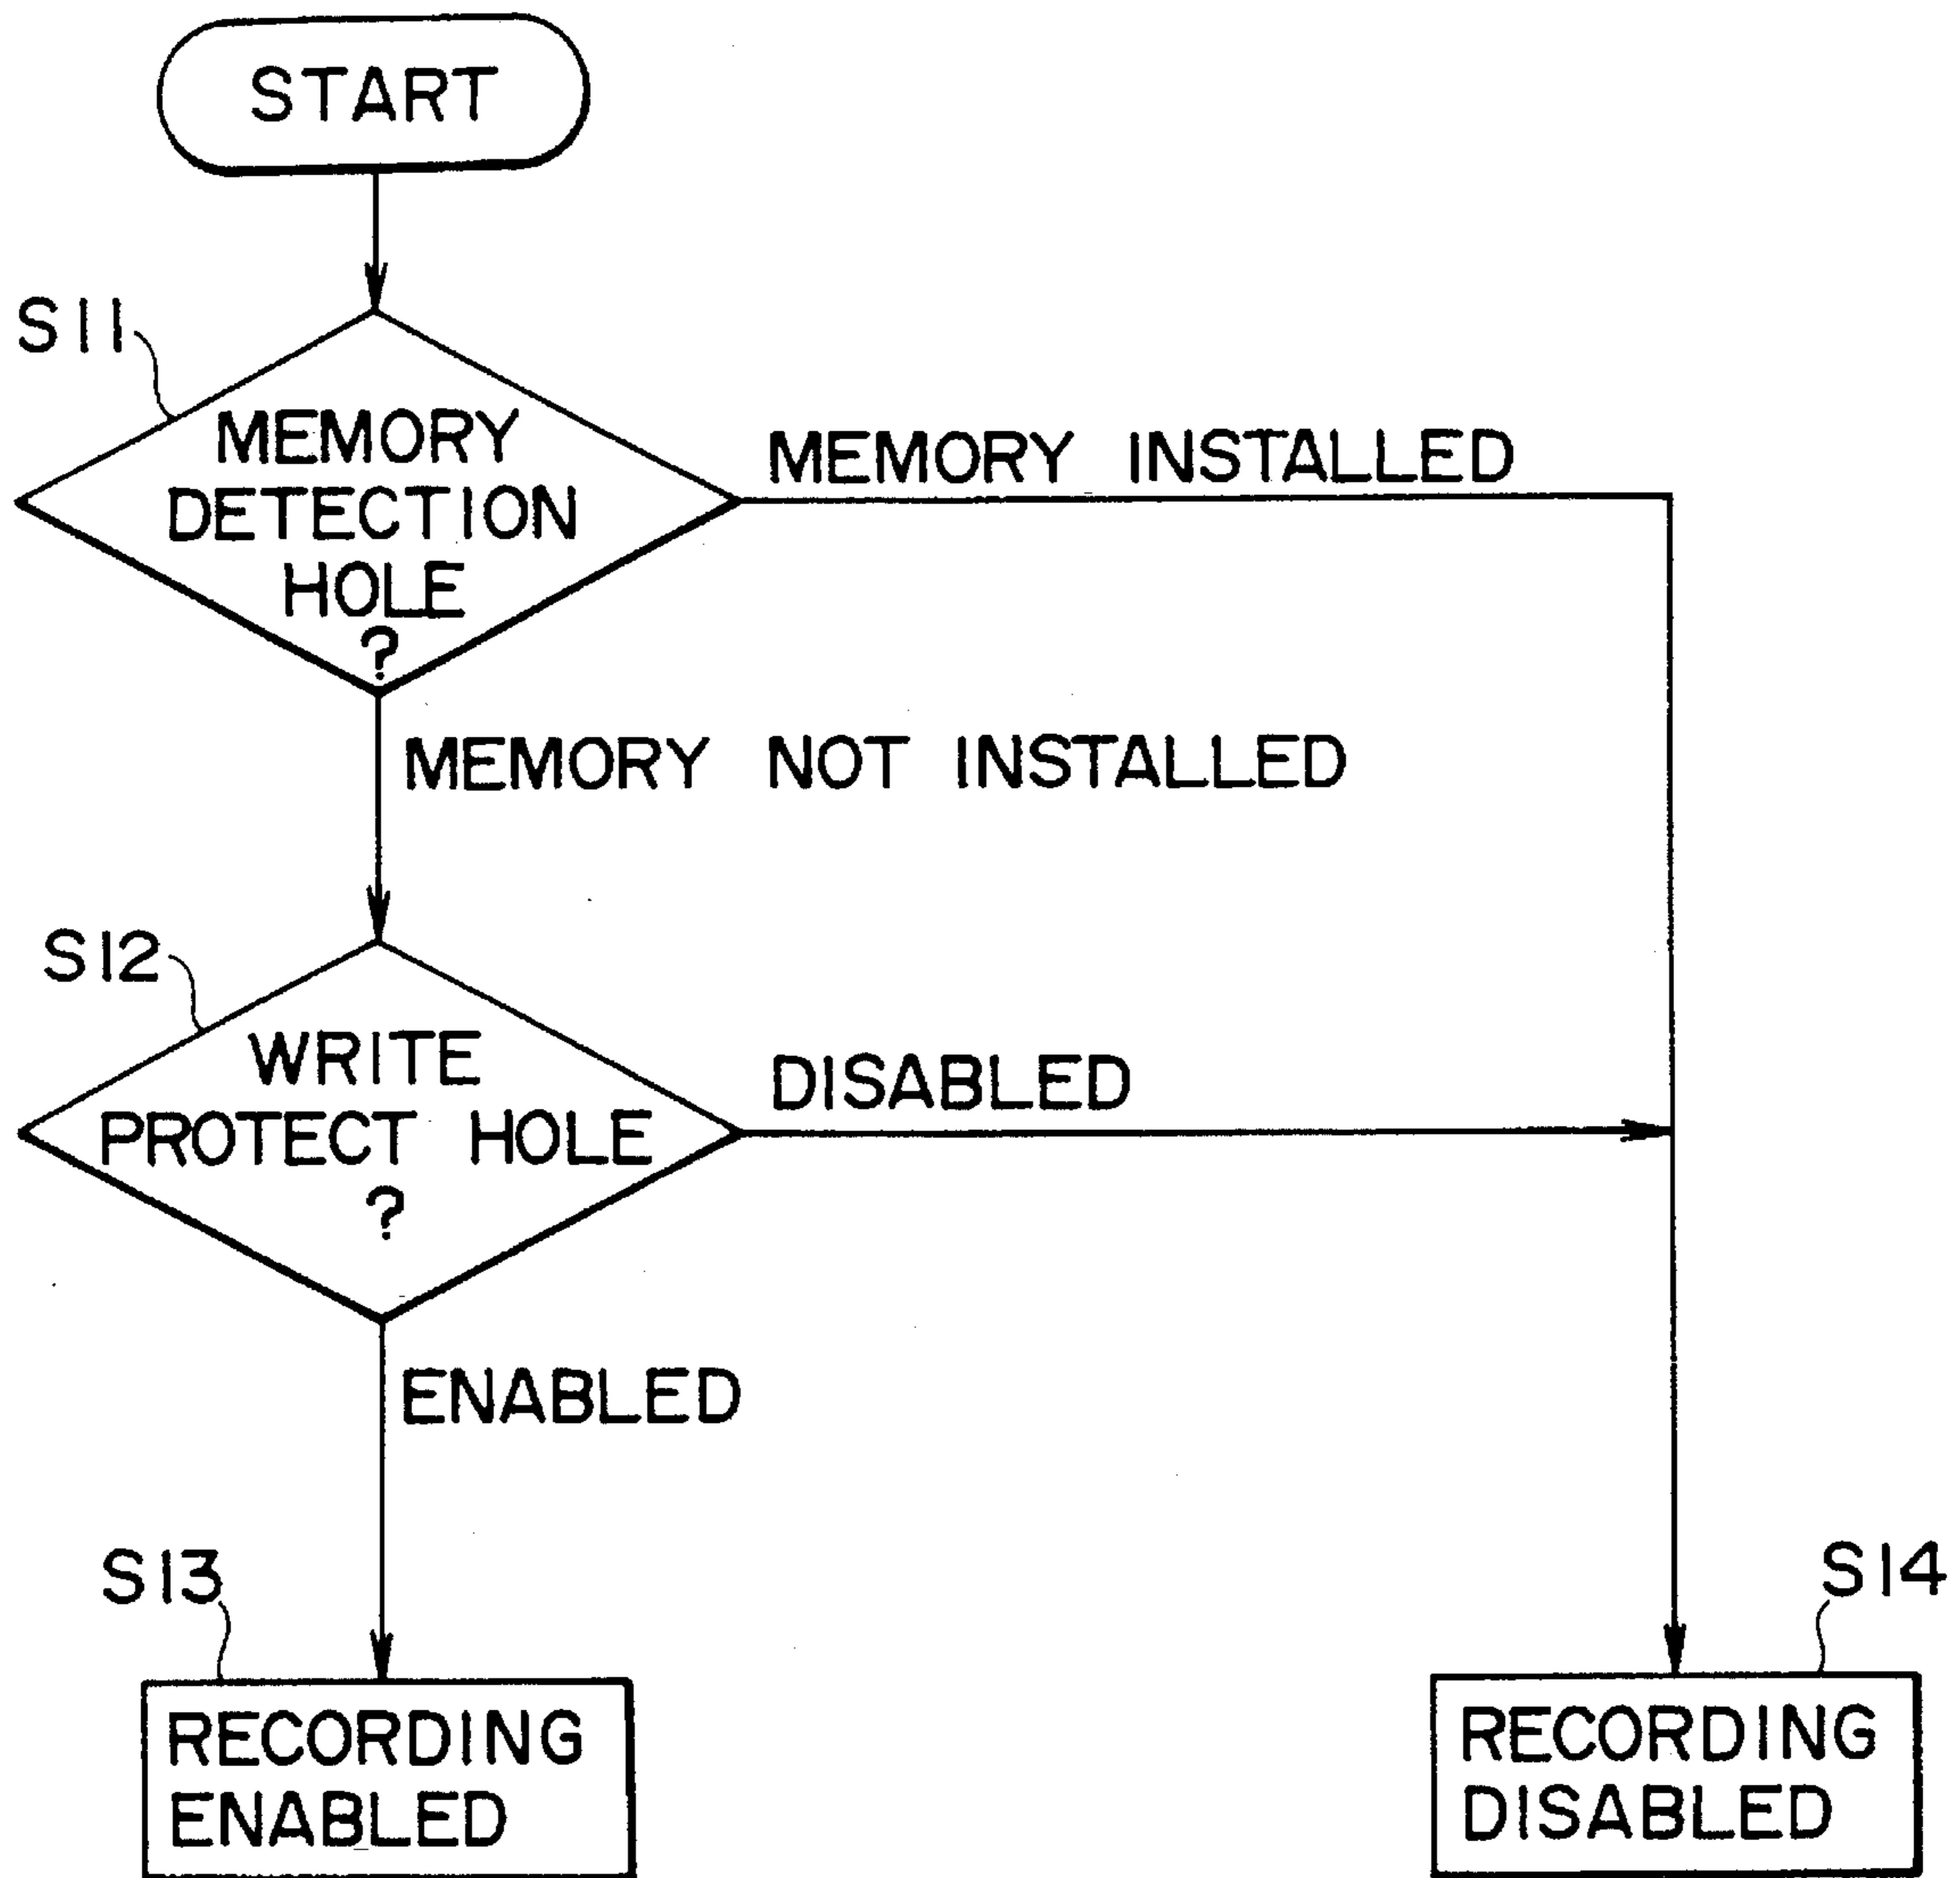 START
S11
MEMORY
DETECTION
HOLE
?
MEMORY INSTALLED
MEMORY NOT INSTALLED
S12
WRITE
PROTECT HOLE
?
DISABLED
ENABLED
S13
RECORDING
ENABLED
S14
RECORDING
DISABLED